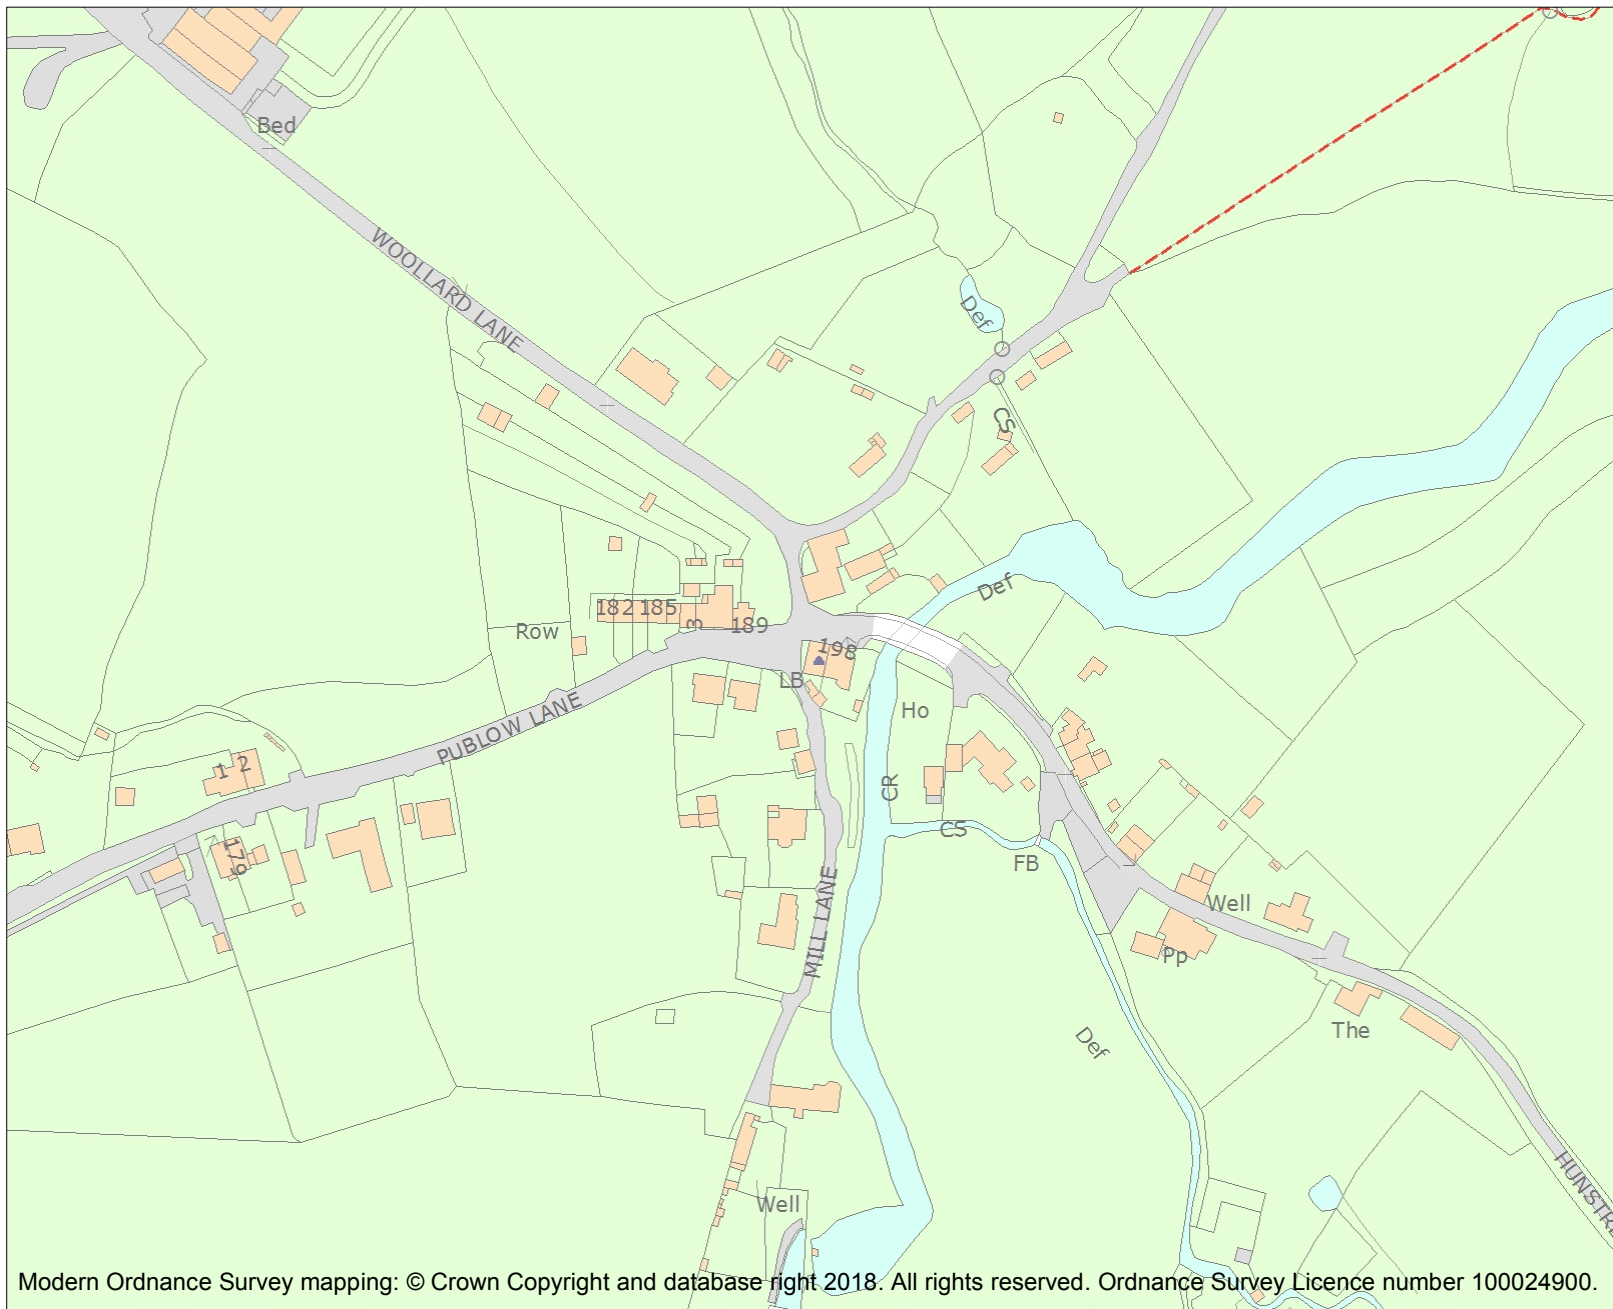 Bed
WOOLLARD LANE
Def
CS
Def
182 185
3
189
Row
198
LB
Ho
PUBLOW LANE
1 2
CR
CS
179
FB
MILL LANE
Well
Pp
The
Def
HUNSTRE
Well
Modern Ordnance Survey mapping: © Crown Copyright and database right 2018. All rights reserved. Ordnance Survey Licence number 100024900.